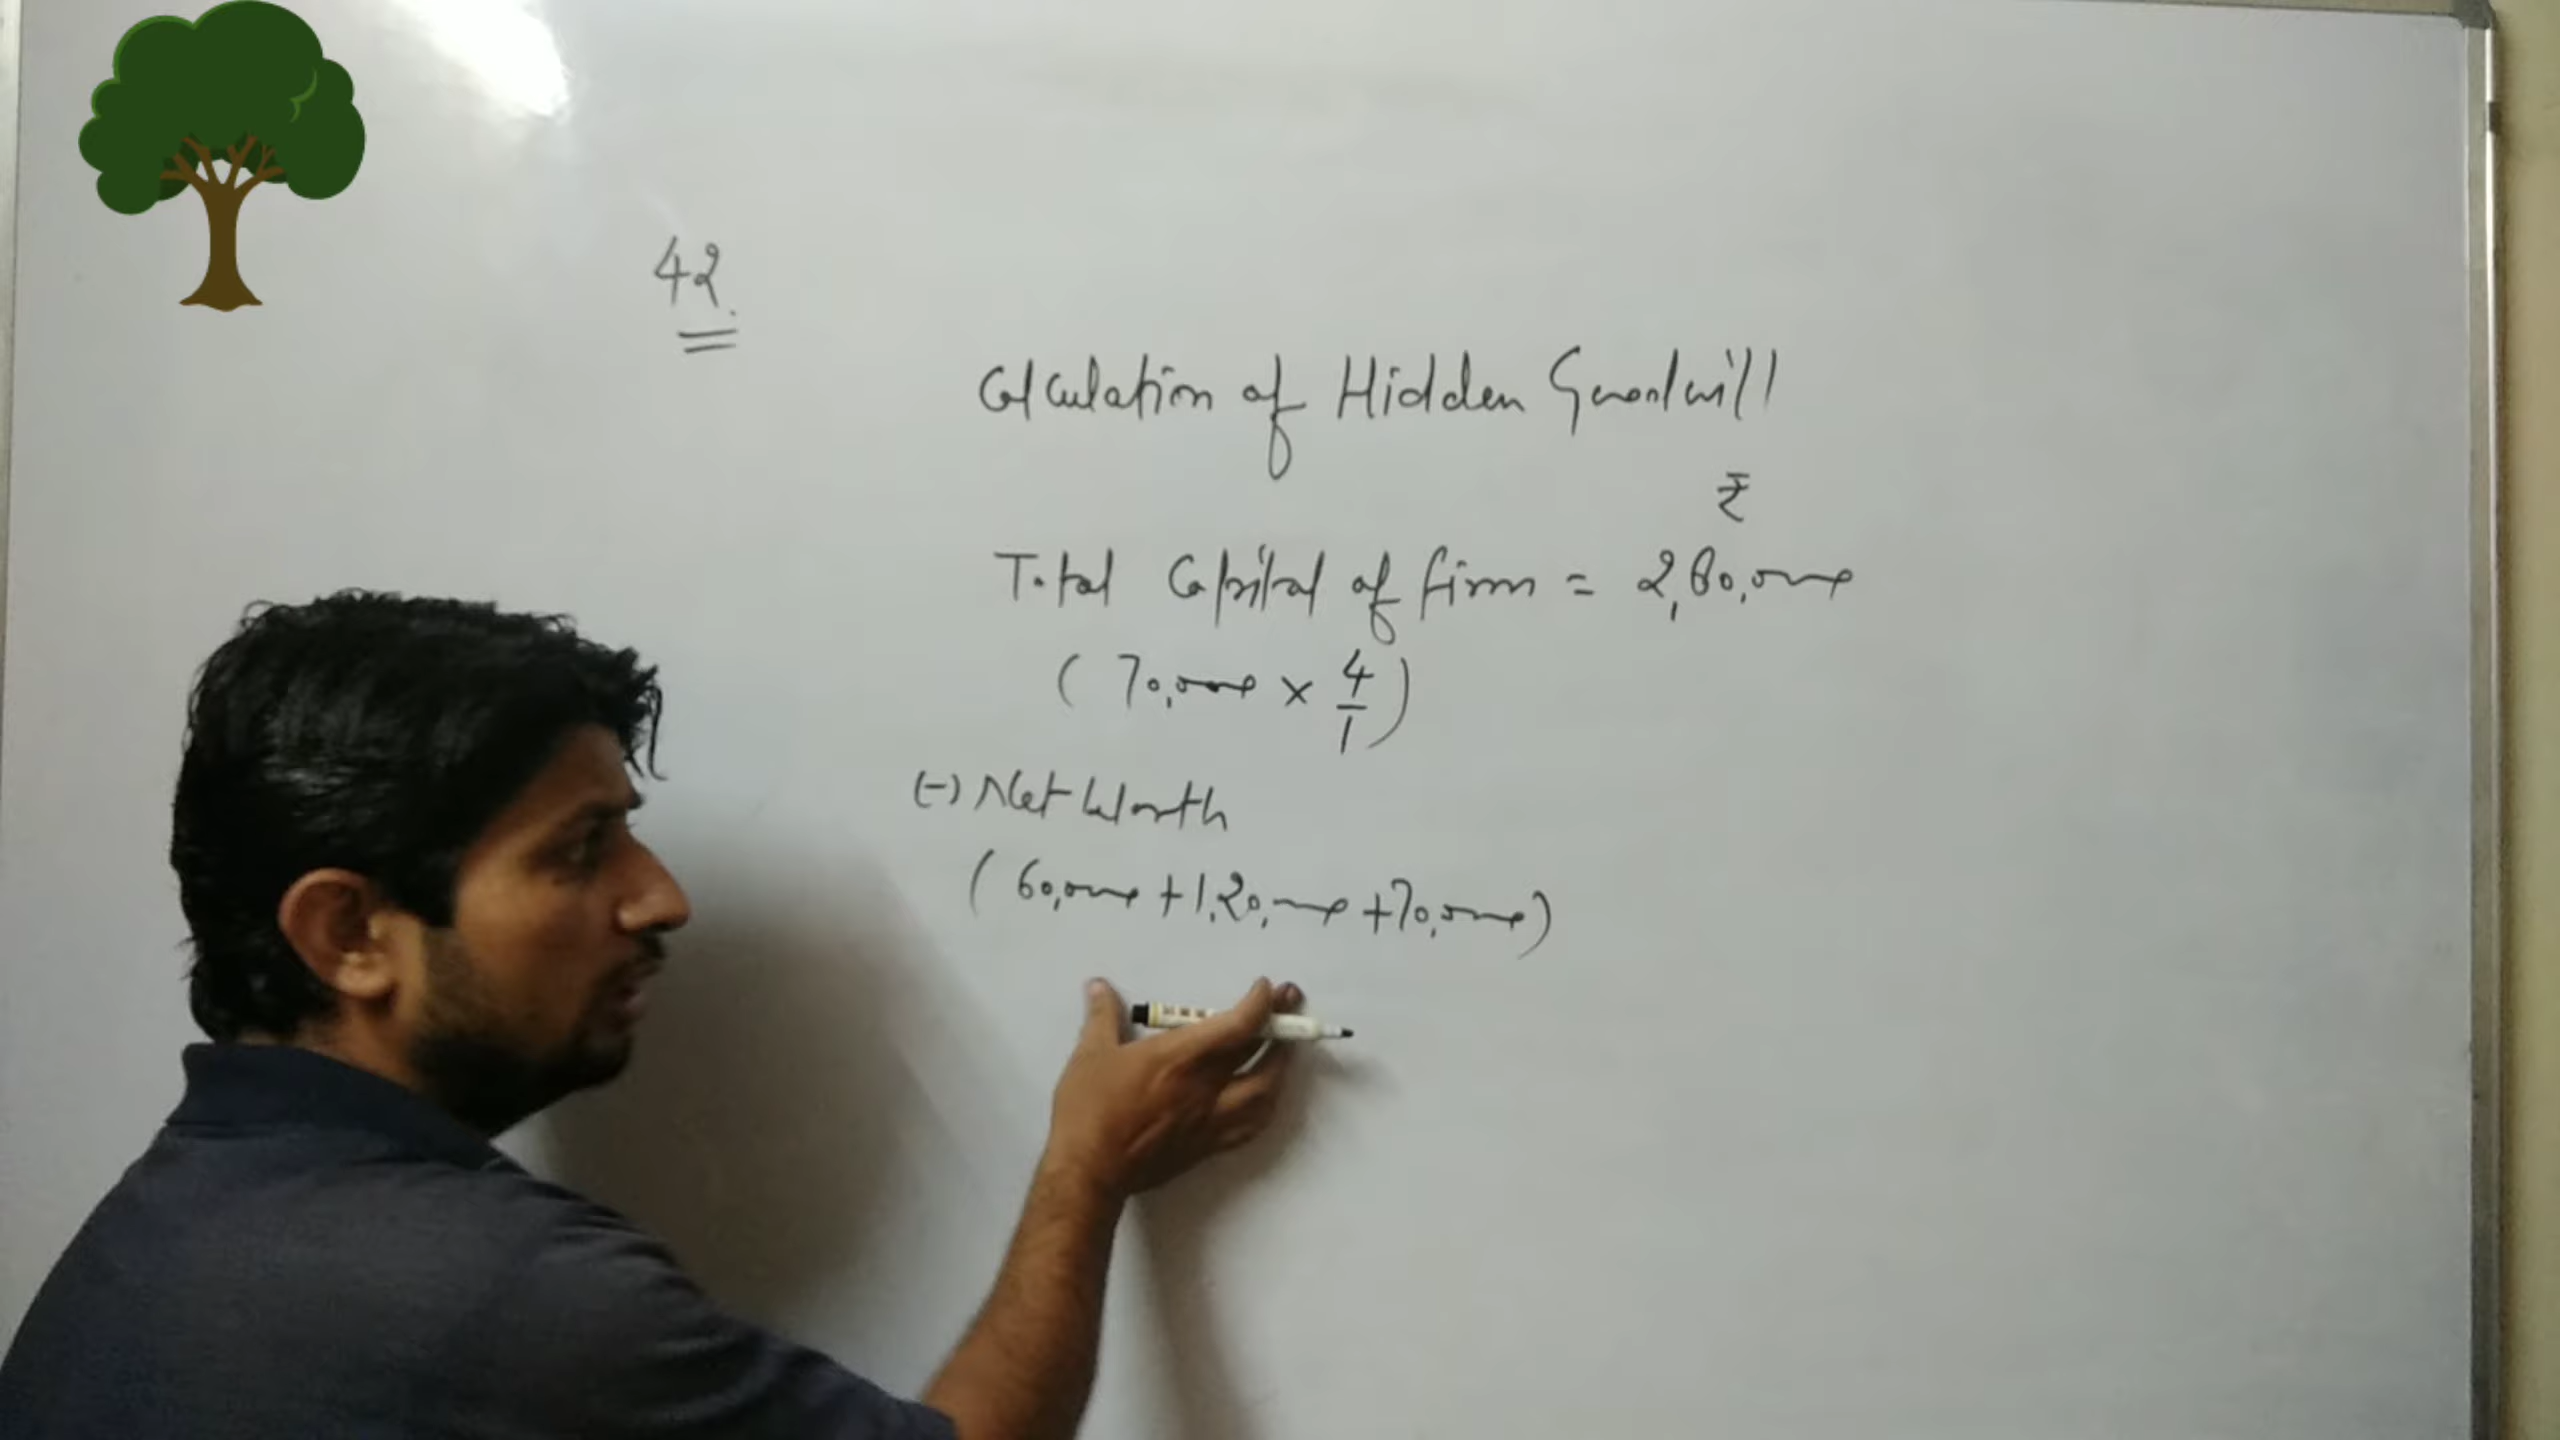 42.
Calculation of Hidden Goodwill
₹
Total Capital of firm = 2,80,000
(70,000 × 4/1)
(-) Net Worth
(60,000 + 1,20,000 + 70,000)